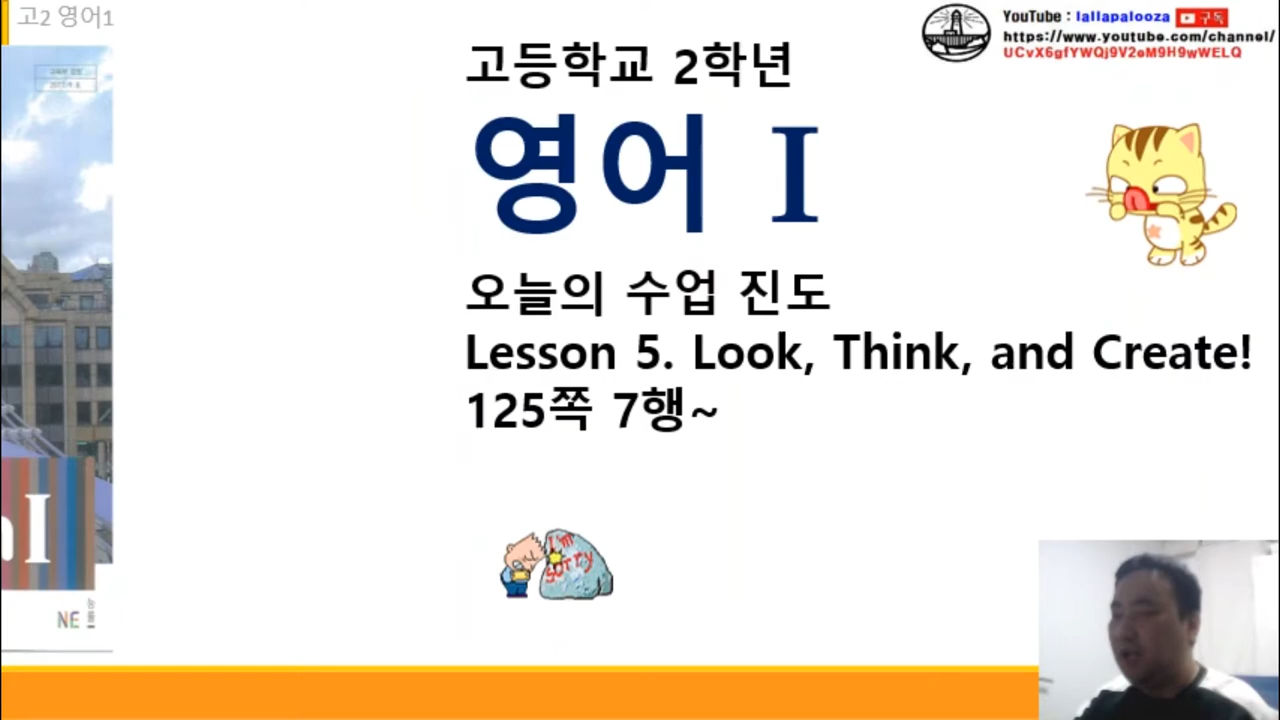 고2 영어1
YouTube : lallapalooza 구독
https://www.youtube.com/channel/
UCvX6gfYWQj9V2eM9H9wWELQ
고등학교 2학년
영어 I
오늘의 수업 진도
Lesson 5. Look, Think, and Create!
125쪽 7행~
I'm
sorry
I
NE